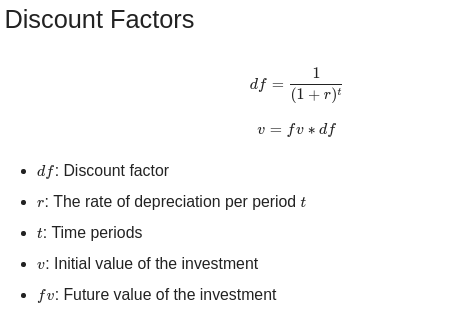 Discount Factors
df = 1 / (1 + r)^t
v = fv * df
• df: Discount factor
• r: The rate of depreciation per period t
• t: Time periods
• v: Initial value of the investment
• fv: Future value of the investment